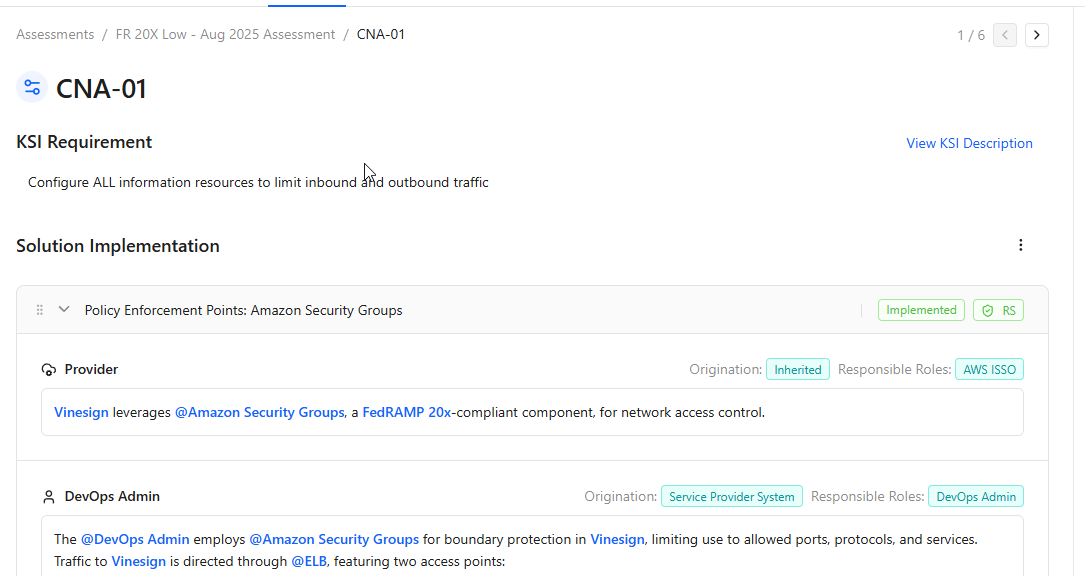 Assessments / FR 20X Low - Aug 2025 Assessment / CNA-01
1 / 6
CNA-01
KSI Requirement
View KSI Description
Configure ALL information resources to limit inbound and outbound traffic
Solution Implementation
Policy Enforcement Points: Amazon Security Groups
Implemented
RS
Provider
Origination: Inherited Responsible Roles: AWS ISSO
Vinesign leverages @Amazon Security Groups, a FedRAMP 20x-compliant component, for network access control.
DevOps Admin
Origination: Service Provider System Responsible Roles: DevOps Admin
The @DevOps Admin employs @Amazon Security Groups for boundary protection in Vinesign, limiting use to allowed ports, protocols, and services.
Traffic to Vinesign is directed through @ELB, featuring two access points: